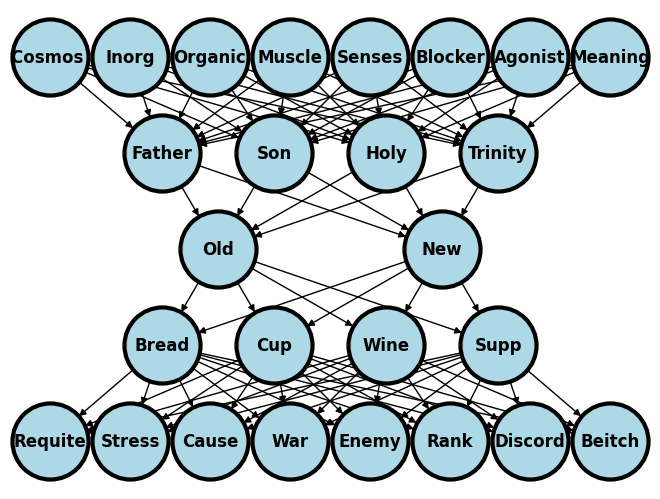 Cosmos Inorg Organic Muscle Senses Blocker Agonist Meaning
Father Son Holy Trinity
Old New
Bread Cup Wine Supp
Requite Stress Cause War Enemy Rank Discord Beitch